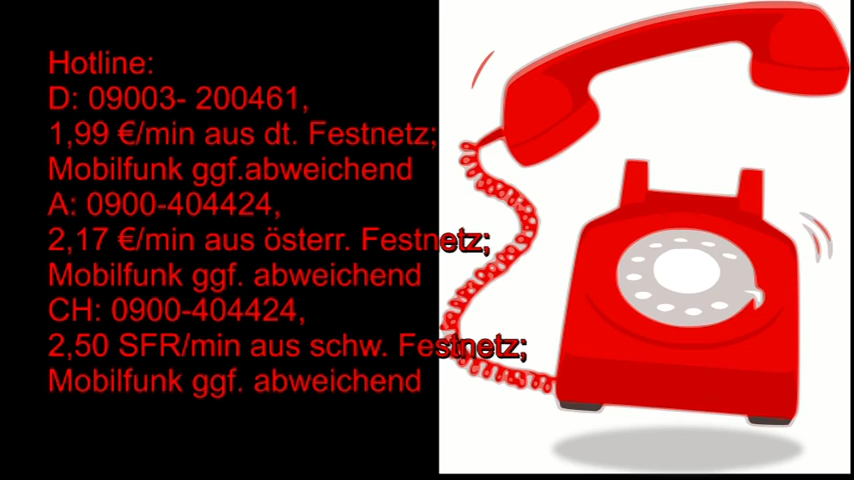 Hotline:
D: 09003- 200461,
1,99 €/min aus dt. Festnetz;
Mobilfunk ggf.abweichend
A: 0900-404424,
2,17 €/min aus österr. Festnetz;
Mobilfunk ggf. abweichend
CH: 0900-404424,
2,50 SFR/min aus schw. Festnetz;
Mobilfunk ggf. abweichend